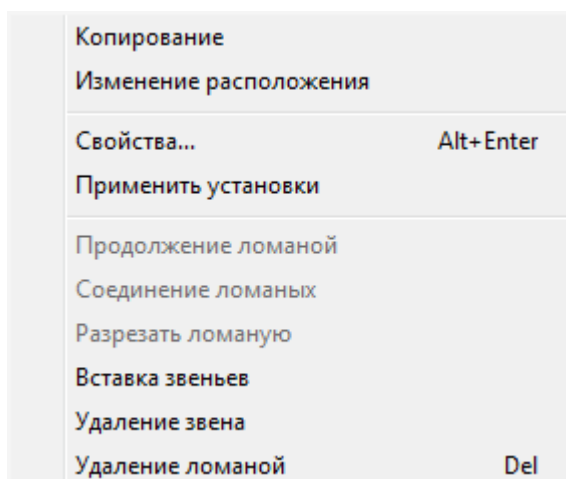 Копирование
Изменение расположения
Свойства... Alt+Enter
Применить установки
Продолжение ломаной
Соединение ломаных
Разрезать ломаную
Вставка звеньев
Удаление звена
Удаление ломаной Del